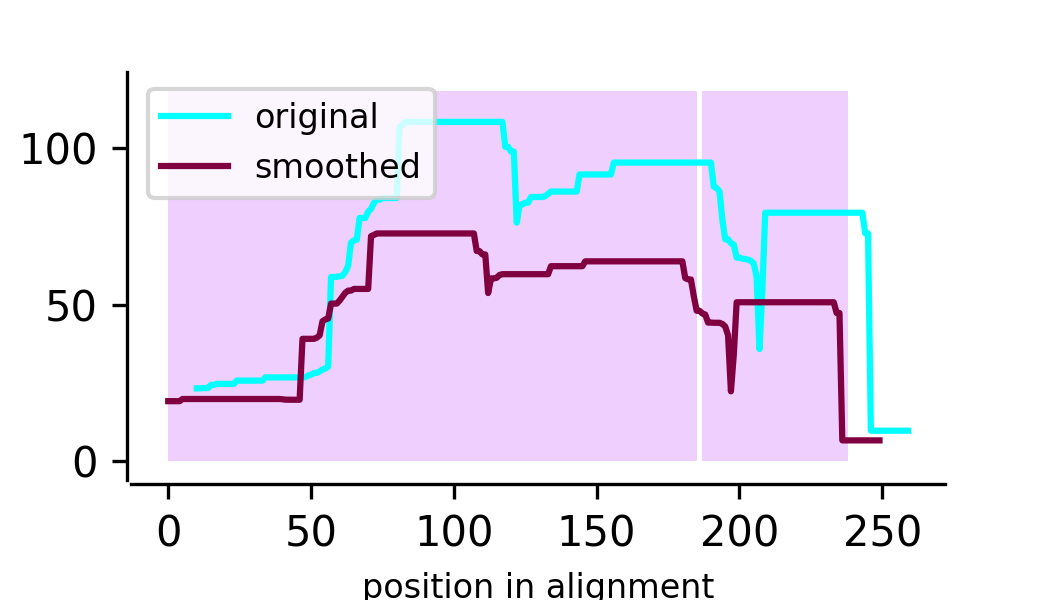 original
smoothed
100
50
0
0 50 100 150 200 250
position in alignment